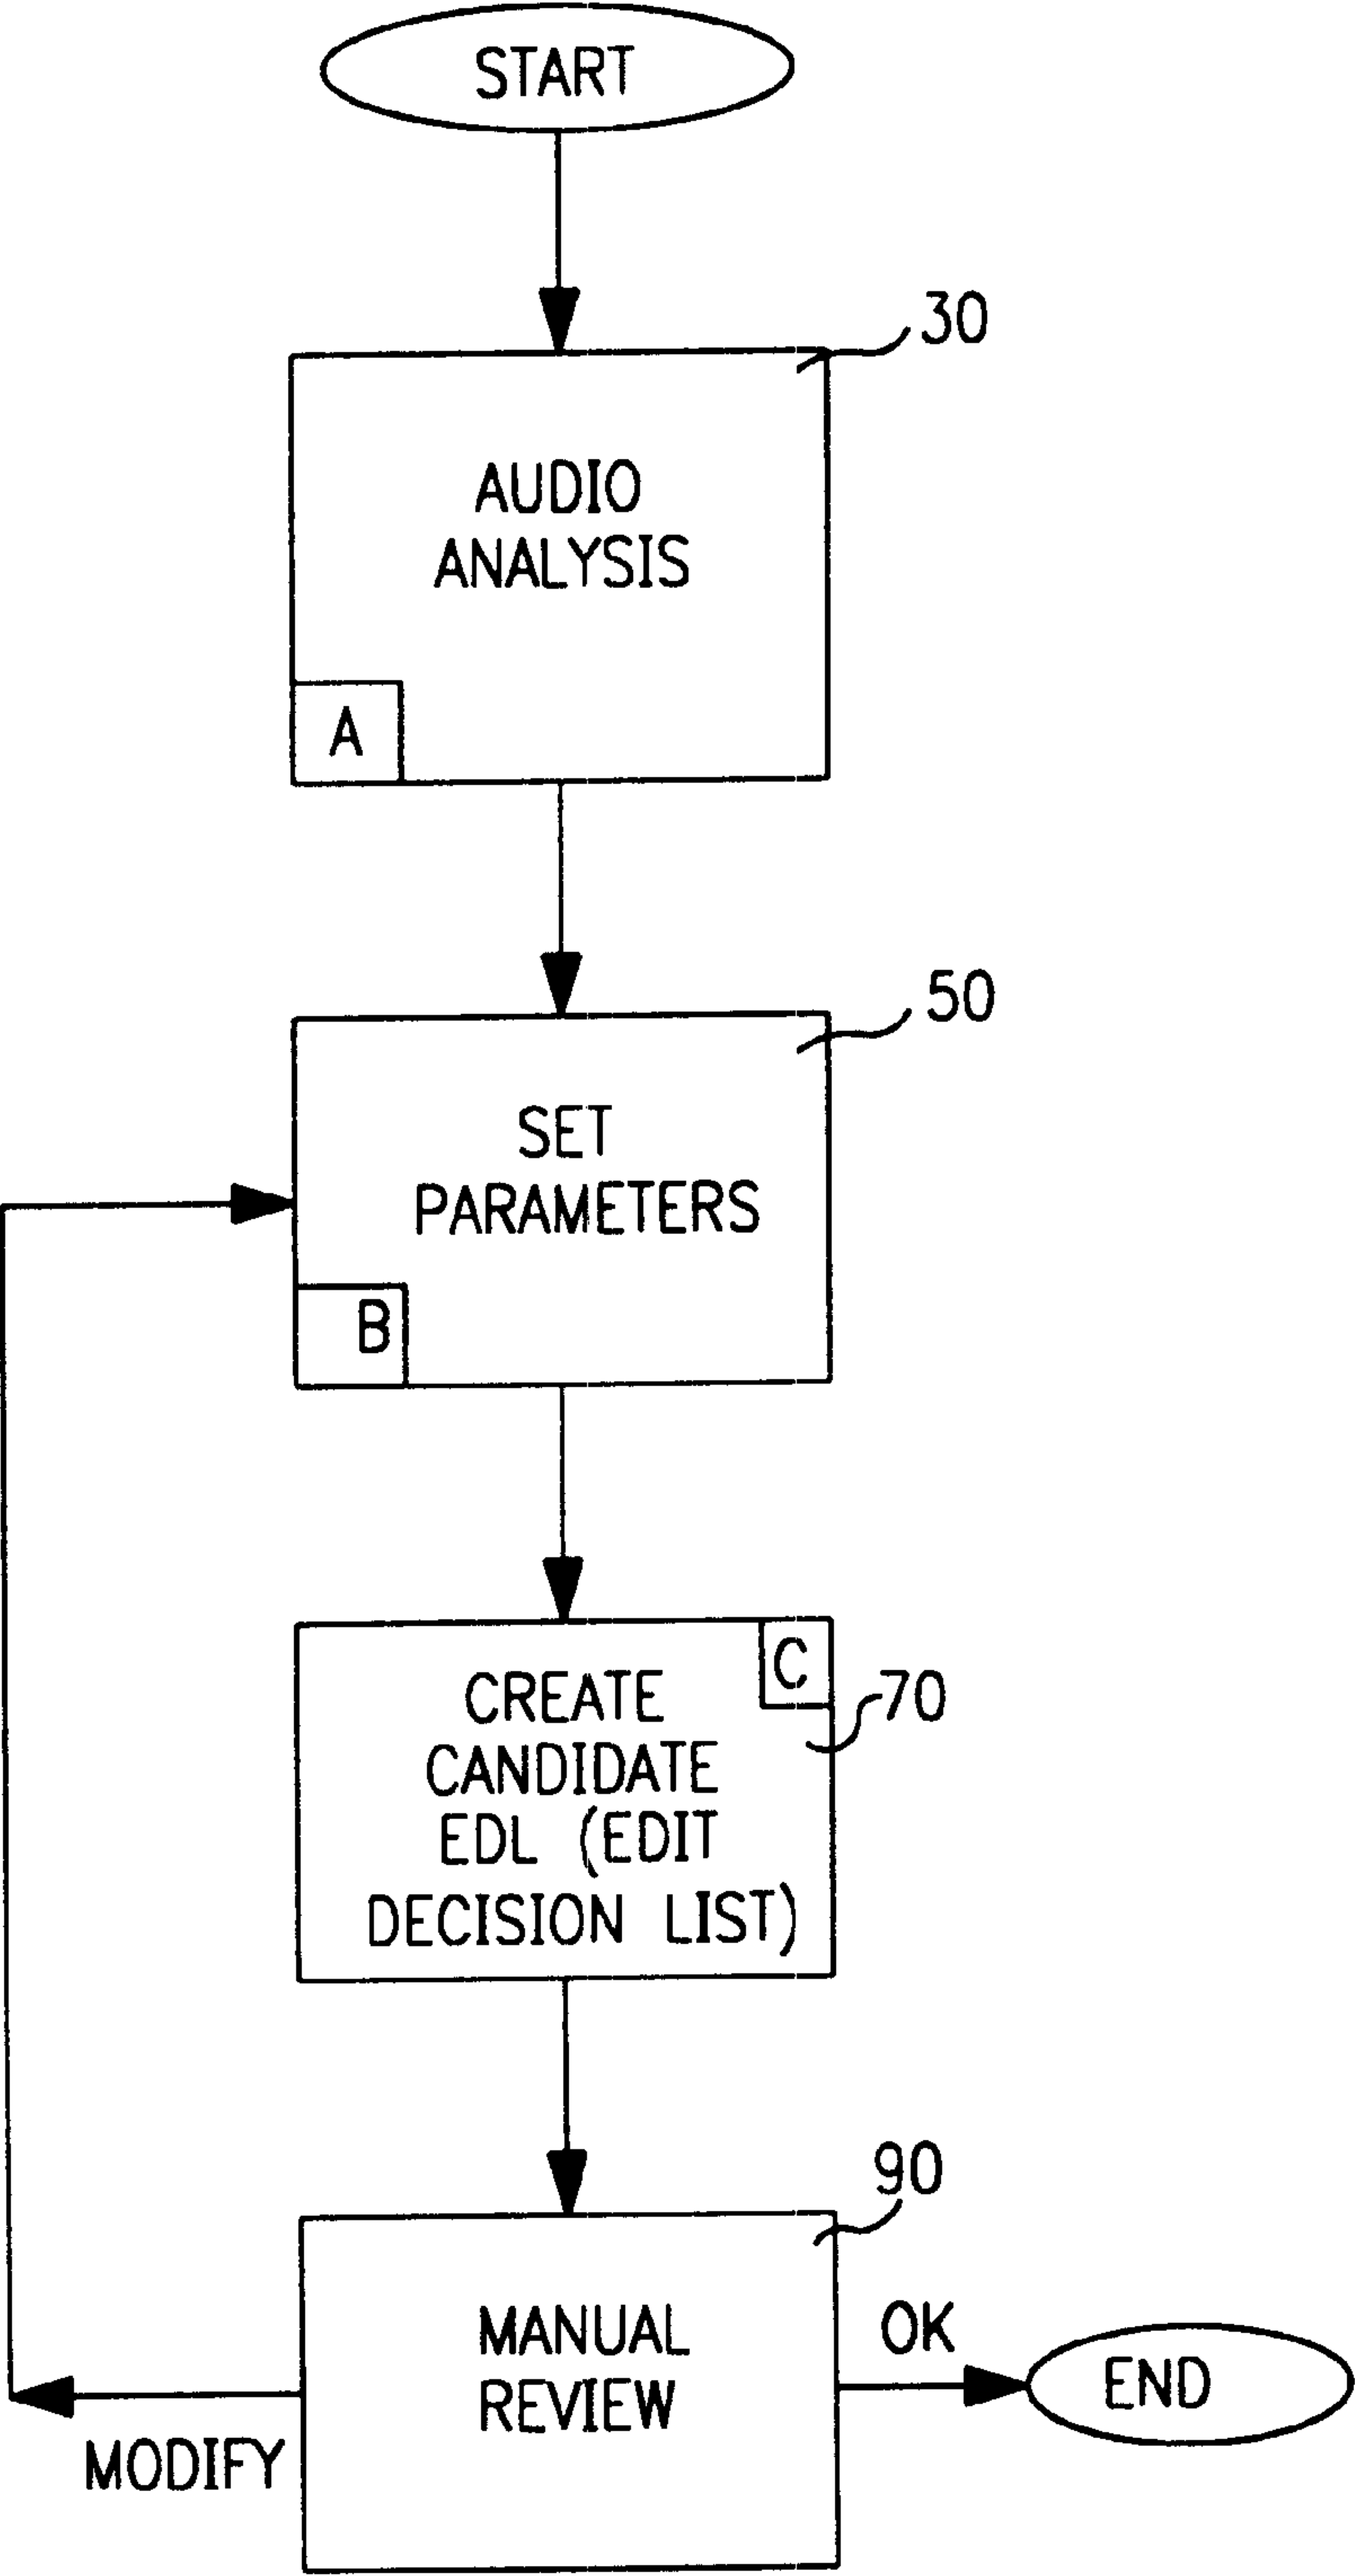 START
30
AUDIO
ANALYSIS
A
50
SET
PARAMETERS
B
C
CREATE
70
CANDIDATE
EDL (EDIT
DECISION LIST)
90
MANUAL
REVIEW
OK
END
MODIFY